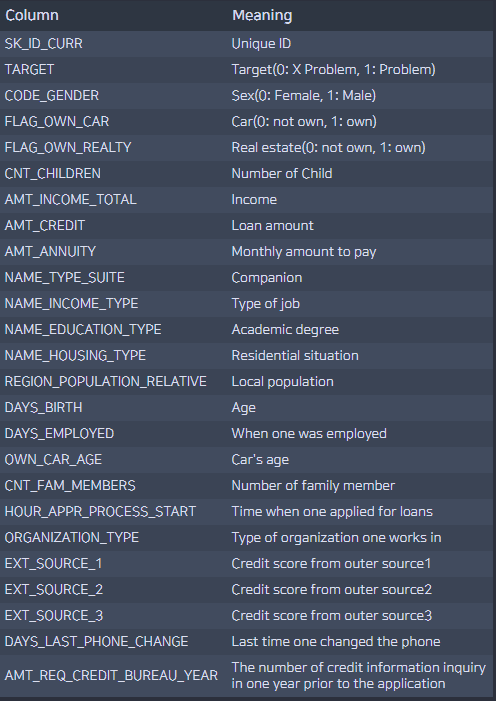 Column Meaning
SK_ID_CURR Unique ID
TARGET Target(0: X Problem, 1: Problem)
CODE_GENDER Sex(0: Female, 1: Male)
FLAG_OWN_CAR Car(0: not own, 1: own)
FLAG_OWN_REALTY Real estate(0: not own, 1: own)
CNT_CHILDREN Number of Child
AMT_INCOME_TOTAL Income
AMT_CREDIT Loan amount
AMT_ANNUITY Monthly amount to pay
NAME_TYPE_SUITE Companion
NAME_INCOME_TYPE Type of job
NAME_EDUCATION_TYPE Academic degree
NAME_HOUSING_TYPE Residential situation
REGION_POPULATION_RELATIVE Local population
DAYS_BIRTH Age
DAYS_EMPLOYED When one was employed
OWN_CAR_AGE Car's age
CNT_FAM_MEMBERS Number of family member
HOUR_APPR_PROCESS_START Time when one applied for loans
ORGANIZATION_TYPE Type of organization one works in
EXT_SOURCE_1 Credit score from outer source1
EXT_SOURCE_2 Credit score from outer source2
EXT_SOURCE_3 Credit score from outer source3
DAYS_LAST_PHONE_CHANGE Last time one changed the phone
AMT_REQ_CREDIT_BUREAU_YEAR The number of credit information inquiry
in one year prior to the application